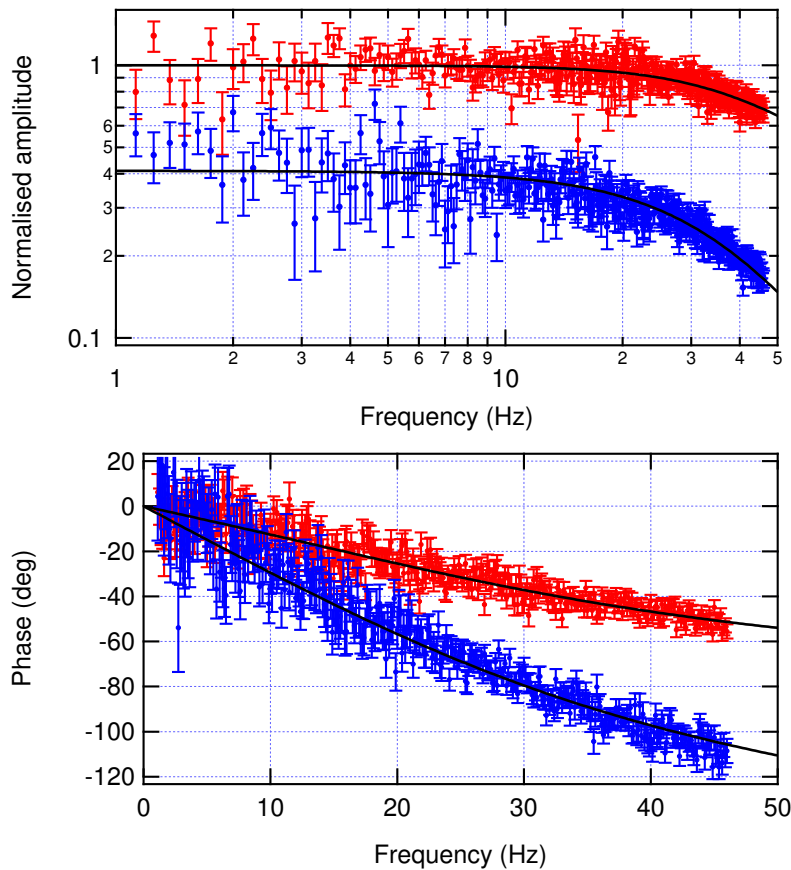 Normalised amplitude
1
6
5
4
3
2
0.1
2 3 4 5 6 7 8 9 2 3 4 5
1 10
Frequency (Hz)
Phase (deg)
20
0
-20
-40
-60
-80
-100
-120
0 10 20 30 40 50
Frequency (Hz)